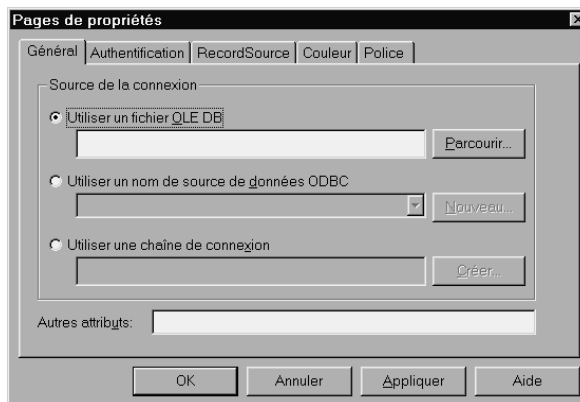 Pages de propriétés
Général Authentification RecordSource Couleur Police
Source de la connexion
Utiliser un fichier OLE DB
Parcourir...
Utiliser un nom de source de données ODBC
Nouveau...
Utiliser une chaîne de connexion
Créer...
Autres attributs:
OK Annuler Appliquer Aide